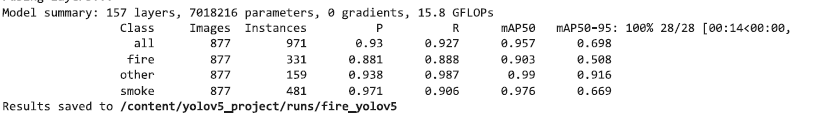 Model summary: 157 layers, 7018216 parameters, 0 gradients, 15.8 GFLOPs
Class Images Instances P R mAP50 mAP50-95: 100% 28/28 [00:14<00:00,
all 877 971 0.93 0.927 0.957 0.698
fire 877 331 0.881 0.888 0.903 0.508
other 877 159 0.938 0.987 0.99 0.916
smoke 877 481 0.971 0.906 0.976 0.669
Results saved to /content/yolov5_project/runs/fire_yolov5